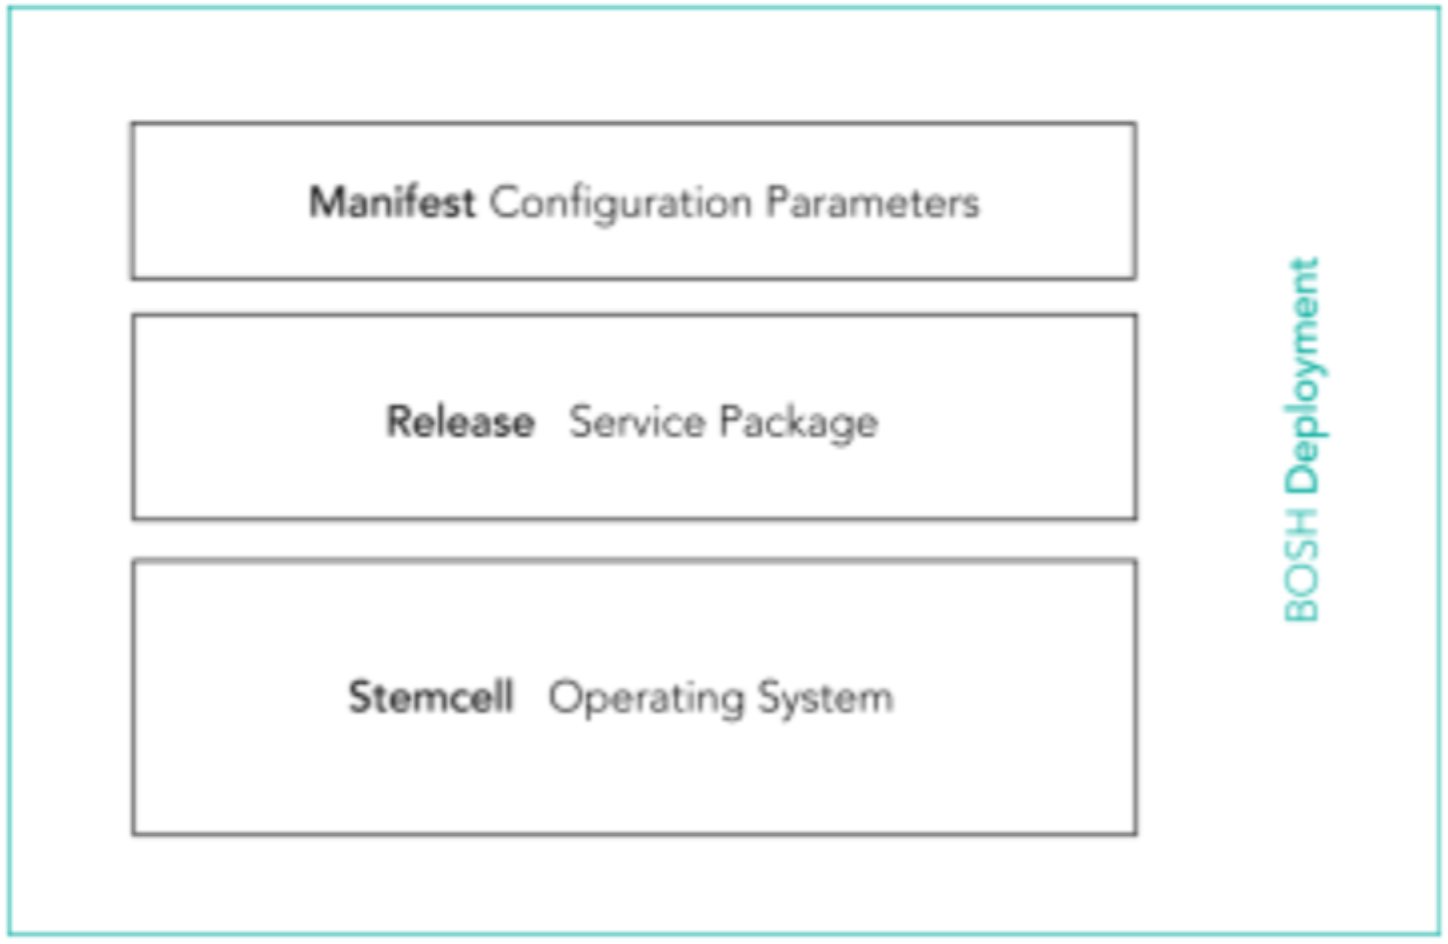 Manifest Configuration Parameters
Release Service Package
Stemcell Operating System
BOSH Deployment